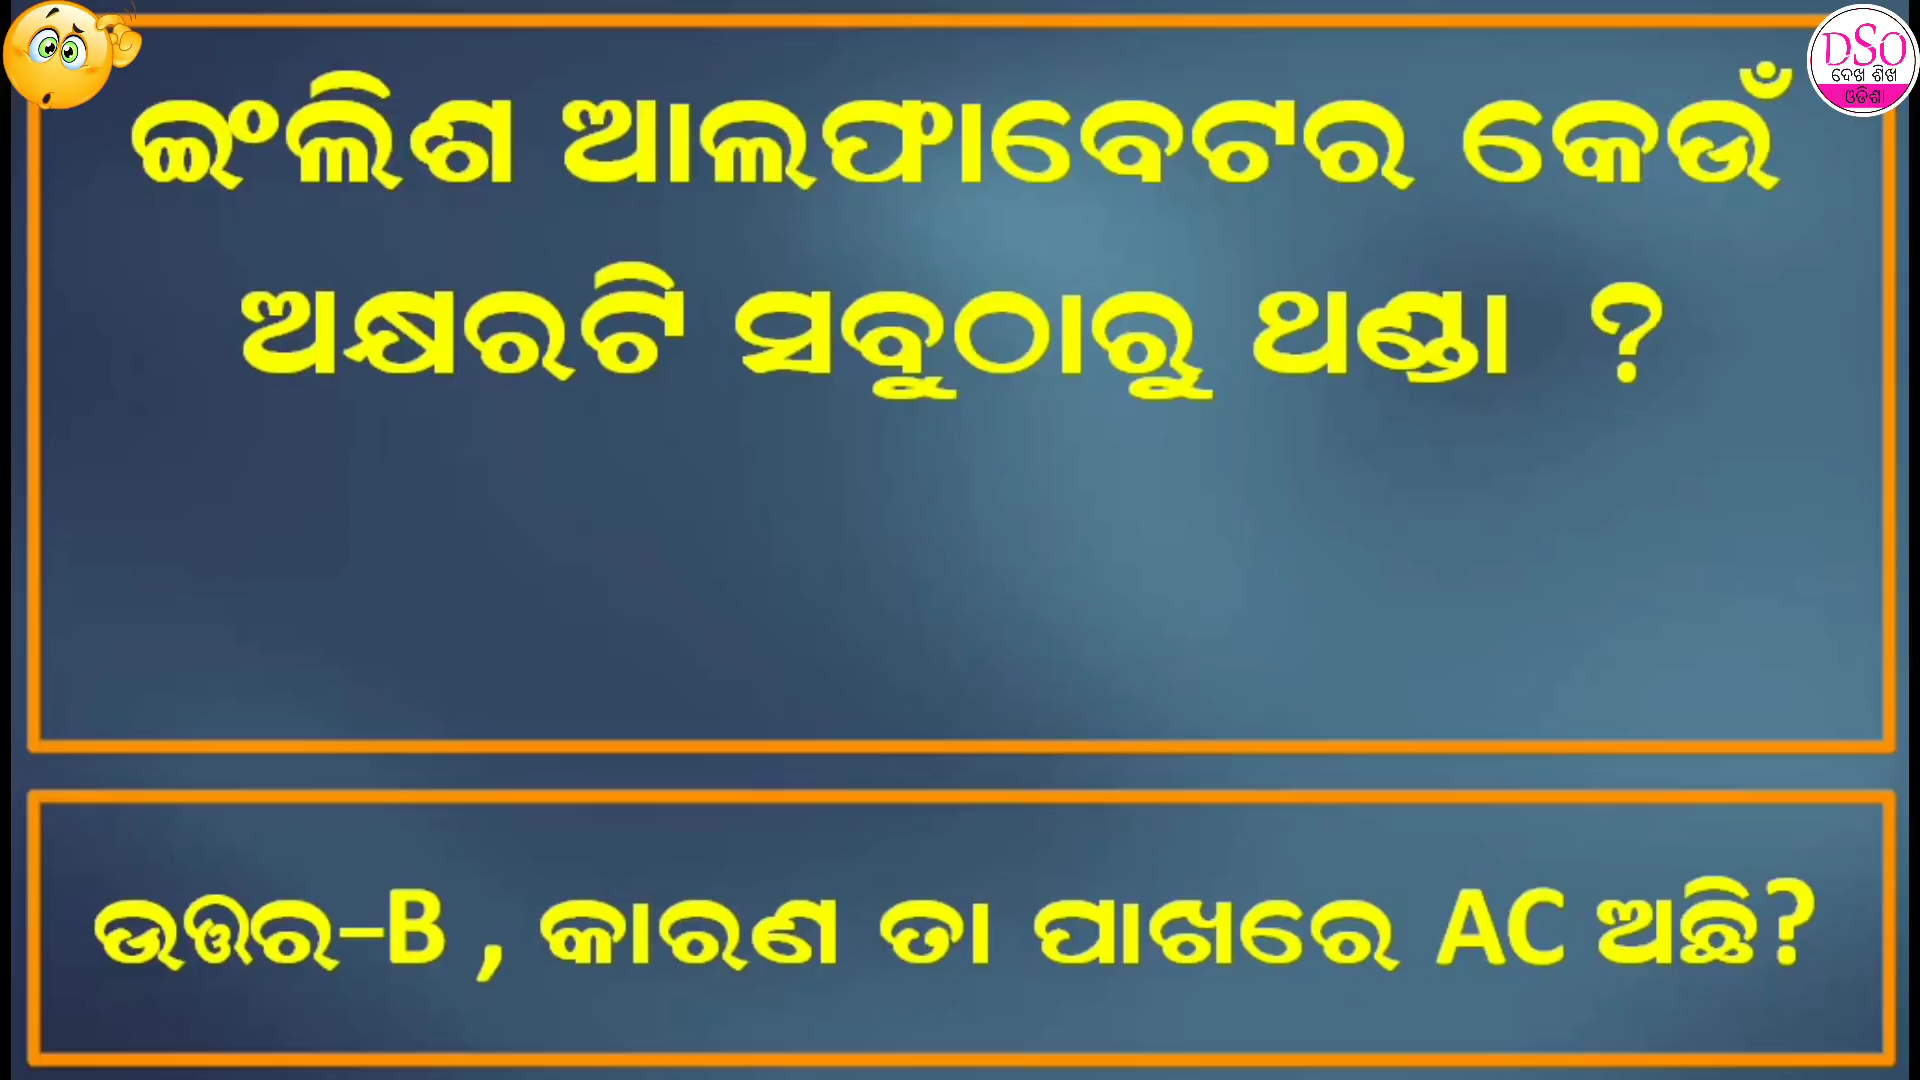 ଇଂଲିଶ ଆଲଫାବେଟର କେଉଁ
ଅକ୍ଷରଟି ସବୁଠାରୁ ଥଣ୍ଡା ?
ଉତ୍ତର–B , କାରଣ ତା ପାଖରେ AC ଅଛି?
DSO
ଦେଖ ଶିଖ
ଓଡିଶା